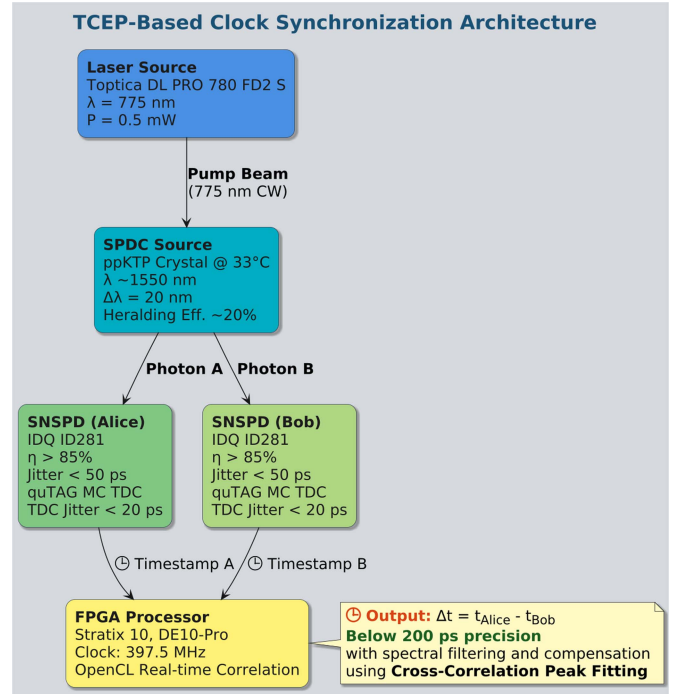 TCEP-Based Clock Synchronization Architecture
Laser Source
Toptica DL PRO 780 FD2 S
λ = 775 nm
P = 0.5 mW
Pump Beam
(775 nm CW)
SPDC Source
ppKTP Crystal @ 33°C
λ ~1550 nm
Δλ = 20 nm
Heralding Eff. ~20%
Photon A
Photon B
SNSPD (Alice)
IDQ ID281
η > 85%
Jitter < 50 ps
quTAG MC TDC
TDC Jitter < 20 ps
SNSPD (Bob)
IDQ ID281
η > 85%
Jitter < 50 ps
quTAG MC TDC
TDC Jitter < 20 ps
Timestamp A
Timestamp B
FPGA Processor
Stratix 10, DE10-Pro
Clock: 397.5 MHz
OpenCL Real-time Correlation
Output: Δt = tAlice - tBob
Below 200 ps precision
with spectral filtering and compensation
using Cross-Correlation Peak Fitting